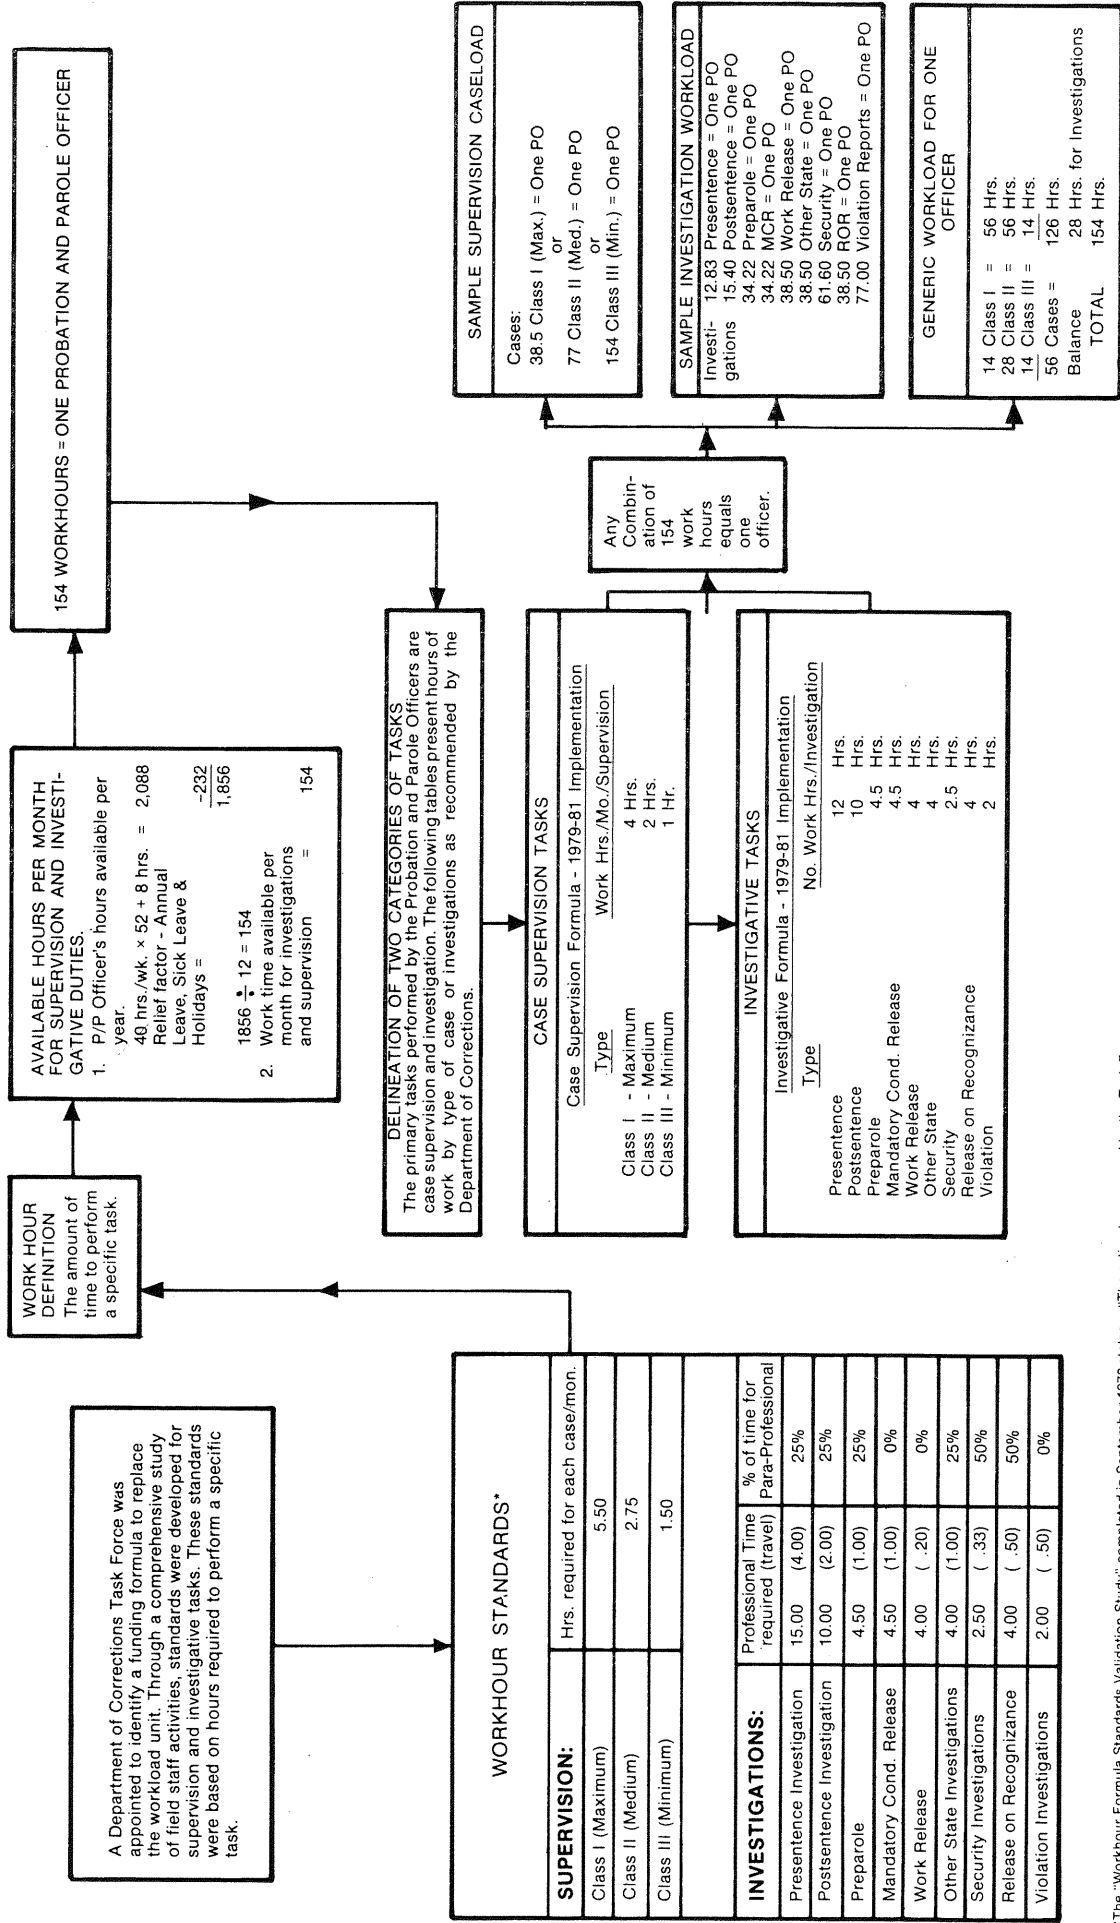 A Department of Corrections Task Force was
appointed to identify a funding formula to replace
the workload unit. Through a comprehensive study
of field staff activities, standards were developed for
supervision and investigative tasks. These standards
were based on hours required to perform a specific
task.
WORKHOUR STANDARDS*
SUPERVISION: Hrs. required for each case/mon.
Class I (Maximum) 5.50
Class II (Medium) 2.75
Class III (Minimum) 1.50
INVESTIGATIONS: Professional Time required (travel) % of time for Para-Professional
Presentence Investigation 15.00 (4.00) 25%
Postsentence Investigation 10.00 (2.00) 25%
Preparole 4.50 (1.00) 25%
Mandatory Cond. Release 4.50 (1.00) 0%
Work Release 4.00 ( .20) 0%
Other State Investigations 4.00 (1.00) 25%
Security Investigations 2.50 ( .33) 50%
Release on Recognizance 4.00 ( .50) 50%
Violation Investigations 2.00 ( .50) 0%
WORK HOUR
DEFINITION
The amount of
time to perform
a specific task.
AVAILABLE HOURS PER MONTH
FOR SUPERVISION AND INVESTI-
GATIVE DUTIES.
1. P/P Officer's hours available per
year.
40 hrs./wk. × 52 + 8 hrs. = 2,088
Relief factor - Annual
Leave, Sick Leave &
Holidays = -232
1,856
1856 ÷ 12 = 154
2. Work time available per
month for investigations
and supervision = 154
154 WORKHOURS = ONE PROBATION AND PAROLE OFFICER
DELINEATION OF TWO CATEGORIES OF TASKS
The primary tasks performed by the Probation and Parole Officers are
case supervision and investigation. The following tables present hours of
work by type of case or investigations as recommended by the
Department of Corrections.
CASE SUPERVISION TASKS
Case Supervision Formula - 1979-81 Implementation
Type Work Hrs./Mo./Supervision
Class I - Maximum 4 Hrs.
Class II - Medium 2 Hrs.
Class III - Minimum 1 Hr.
INVESTIGATIVE TASKS
Investigative Formula - 1979-81 Implementation
Type No. Work Hrs./Investigation
Presentence 12 Hrs.
Postsentence 10 Hrs.
Preparole 4.5 Hrs.
Mandatory Cond. Release 4.5 Hrs.
Work Release 4 Hrs.
Other State 4 Hrs.
Security 2.5 Hrs.
Release on Recognizance 4 Hrs.
Violation 2 Hrs.
Any
Combin-
ation of
154
work
hours
equals
one
officer.
SAMPLE SUPERVISION CASELOAD
Cases:
38.5 Class I (Max.) = One PO
or
77 Class II (Med.) = One PO
or
154 Class III (Min.) = One PO
SAMPLE INVESTIGATION WORKLOAD
Investi- 12.83 Presentence = One PO
gations 15.40 Postsentence = One PO
34.22 Preparole = One PO
34.22 MCR = One PO
38.50 Work Release = One PO
38.50 Other State = One PO
61.60 Security = One PO
38.50 ROR = One PO
77.00 Violation Reports = One PO
GENERIC WORKLOAD FOR ONE
OFFICER
14 Class I = 56 Hrs.
28 Class II = 56 Hrs.
14 Class III = 14 Hrs.
56 Cases = 126 Hrs.
Balance 28 Hrs. for Investigations
TOTAL 154 Hrs.
The "Workhour Formula Standards Validation Study" completed in September 1979